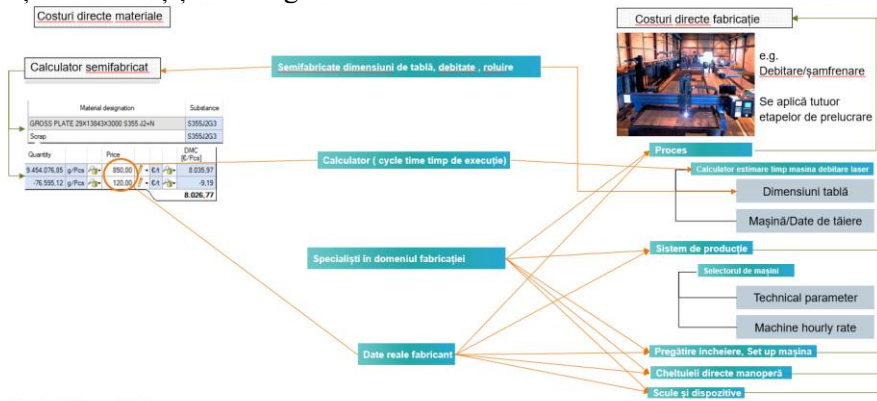 Costuri directe materiale
Calculator semifabricat
Material designation Substance
GROSS PLATE 29X13843X3000 S355 J2+N S355J2G3
Scrap S355J2G3
Quantity Price DMC
[€/Pcs]
9.454.076,85 g/Pcs 850,00 €/t 8.035,97
-76.595,12 g/Pcs 120,00 €/t -9,19
8.026,77
Semifabricate dimensiuni de tablă, debitate , roluire
Calculator ( cycle time timp de execuție)
Specialiști în domeniul fabricației
Date reale fabricant
Costuri directe fabricație
e.g.
Debitare/șamfrenare
Se aplică tutuor
etapelor de prelucrare
Proces
Calculator estimare timp masina debitare laser
Dimensiuni tablă
Mașină/Date de tăiere
Sistem de producție
Selectorul de mașini
Technical parameter
Machine hourly rate
Pregătire incheiere, Set up mașina
Cheltuieli directe manoperă
Scule și dispozitive